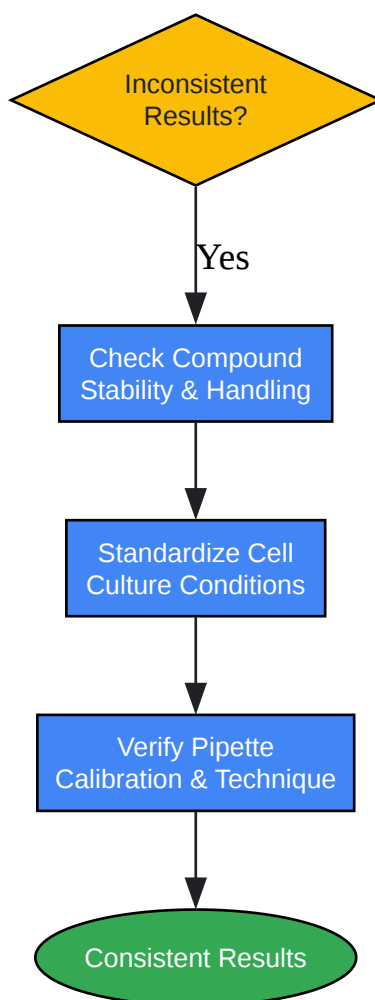 Inconsistent
Results?
Yes
Check Compound
Stability & Handling
Standardize Cell
Culture Conditions
Verify Pipette
Calibration & Technique
Consistent Results